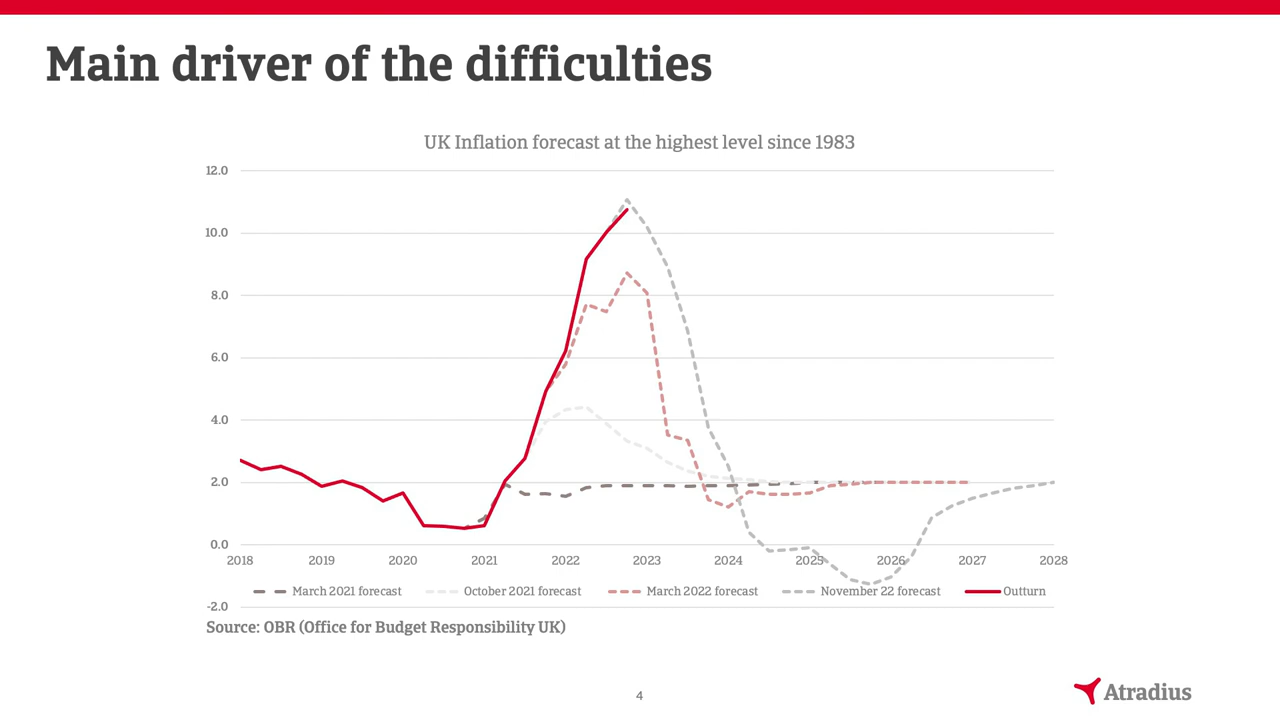 Main driver of the difficulties
UK Inflation forecast at the highest level since 1983
12.0
10.0
8.0
6.0
4.0
2.0
0.0
-2.0
2018 2019 2020 2021 2022 2023 2024 2025 2026 2027 2028
March 2021 forecast October 2021 forecast March 2022 forecast November 22 forecast Outturn
Source: OBR (Office for Budget Responsibility UK)
4
Atradius